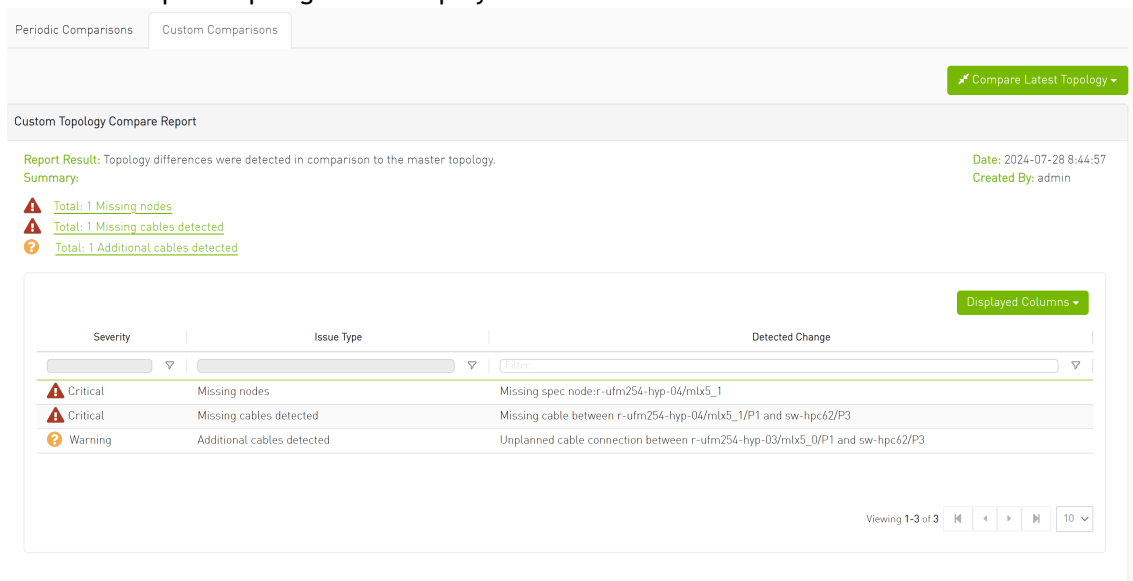 Periodic Comparisons Custom Comparisons
Compare Latest Topology
Custom Topology Compare Report
Report Result: Topology differences were detected in comparison to the master topology. Date: 2024-07-28 8:44:57
Summary: Created By: admin
Total: 1 Missing nodes
Total: 1 Missing cables detected
Total: 1 Additional cables detected
Displayed Columns
Severity Issue Type Detected Change
Filter...
Critical Missing nodes Missing spec node:r-ufm254-hyp-04/mlx5_1
Critical Missing cables detected Missing cable between r-ufm254-hyp-04/mlx5_1/P1 and sw-hpc62/P3
Warning Additional cables detected Unplanned cable connection between r-ufm254-hyp-03/mlx5_0/P1 and sw-hpc62/P3
Viewing 1-3 of 3 10